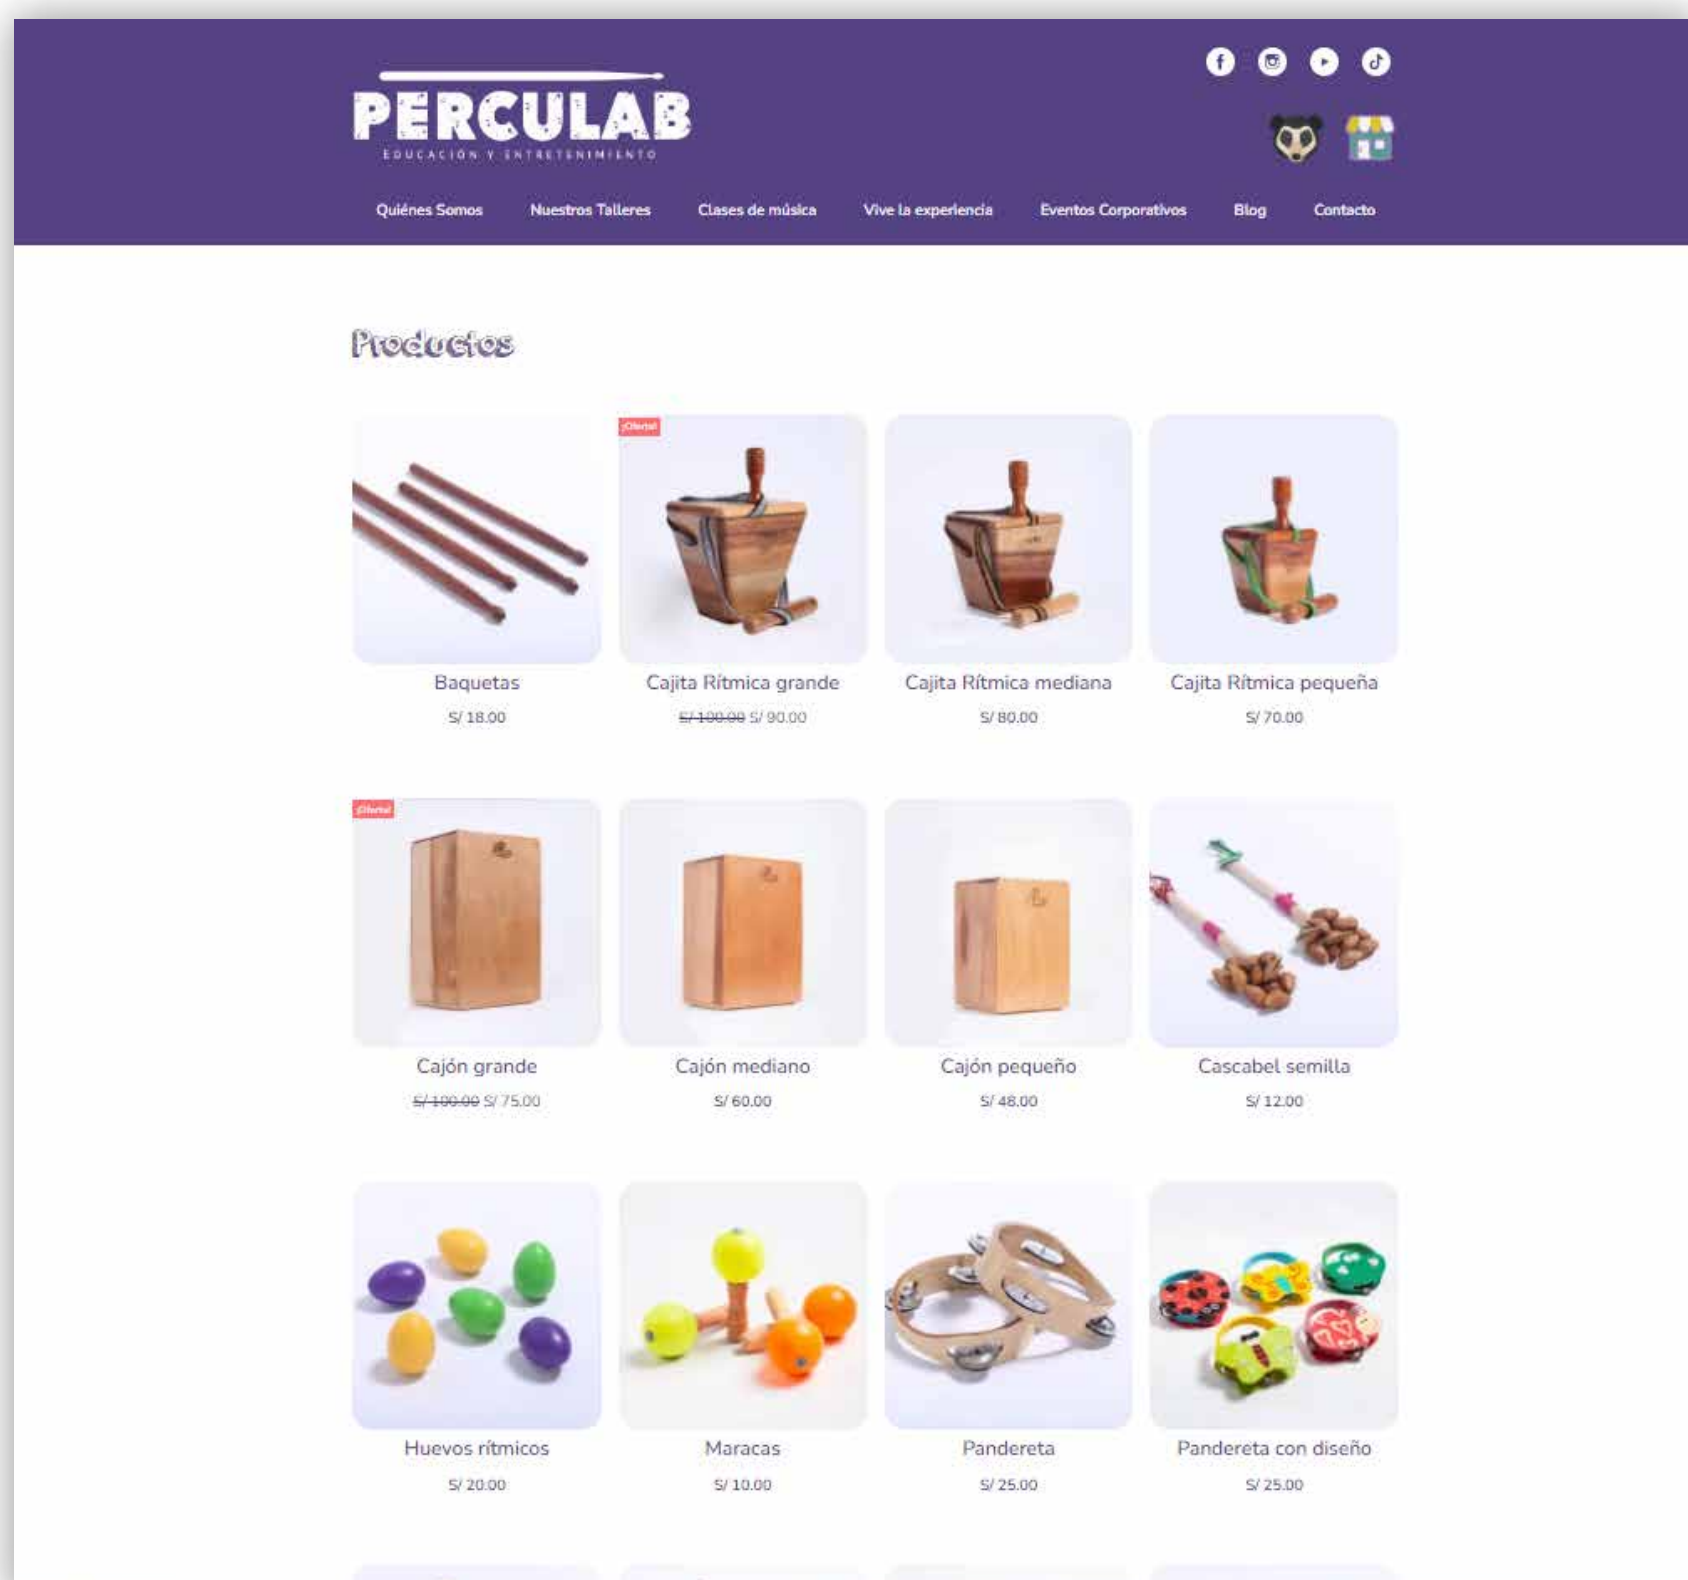 PERCULAB
EDUCACIÓN Y ENTRETENIMIENTO
Quiénes Somos Nuestros Talleres Clases de música Vive la experiencia Eventos Corporativos Blog Contacto
Productos
¡Oferta!
Baquetas Cajita Rítmica grande Cajita Rítmica mediana Cajita Rítmica pequeña
S/ 18.00 S/ 100.00 S/ 90.00 S/ 80.00 S/ 70.00
¡Oferta!
Cajón grande Cajón mediano Cajón pequeño Cascabel semilla
S/ 100.00 S/ 75.00 S/ 60.00 S/ 48.00 S/ 12.00
Huevos rítmicos Maracas Pandereta Pandereta con diseño
S/ 20.00 S/ 10.00 S/ 25.00 S/ 25.00